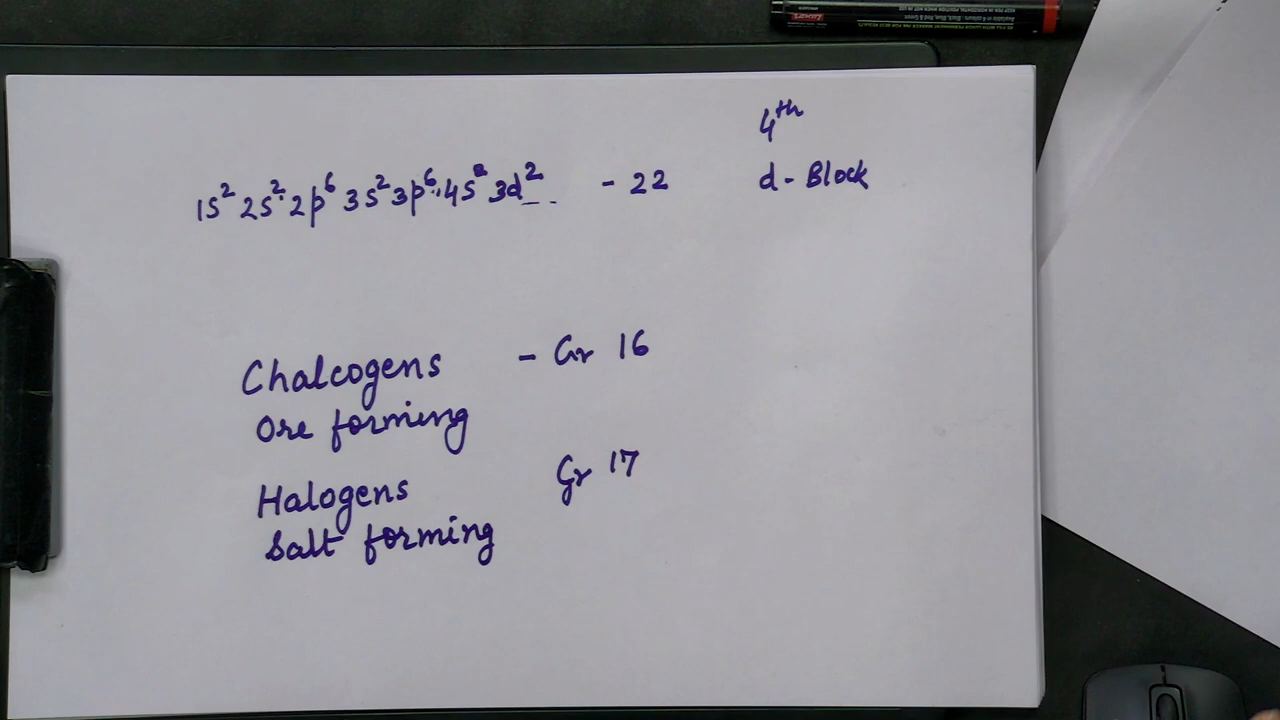 4th
1s² 2s² 2p⁶ 3s² 3p⁶ 4s² 3d² - 22 d-Block
Chalcogens - Gr 16
Ore forming
Halogens Gr 17
Salt forming